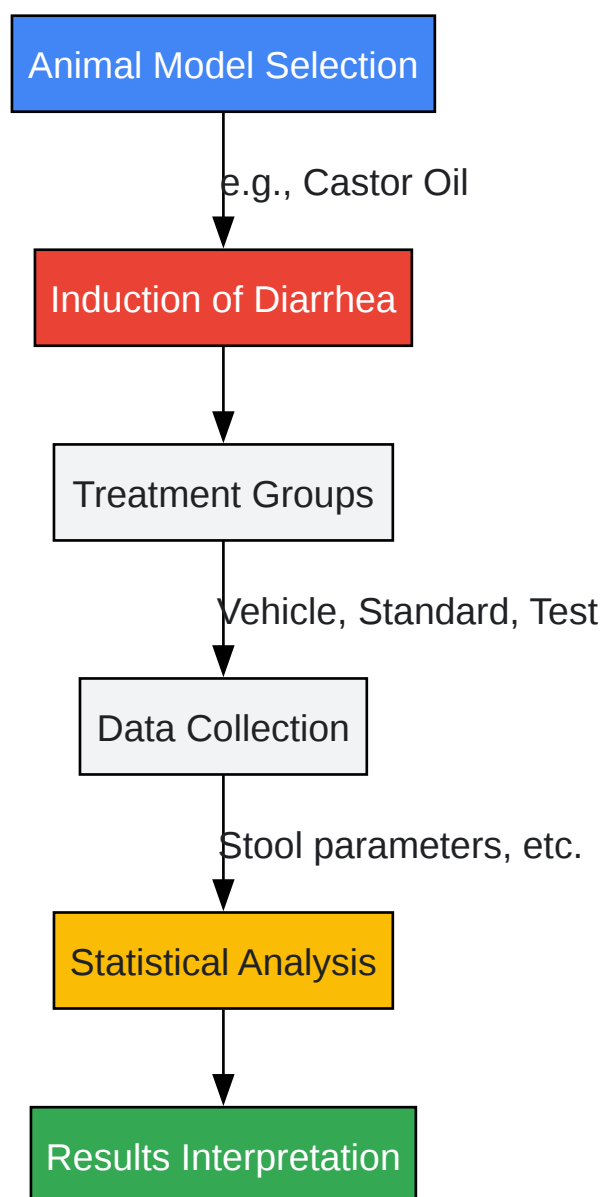 Animal Model Selection
e.g., Castor Oil
Induction of Diarrhea
Treatment Groups
Vehicle, Standard, Test
Data Collection
Stool parameters, etc.
Statistical Analysis
Results Interpretation